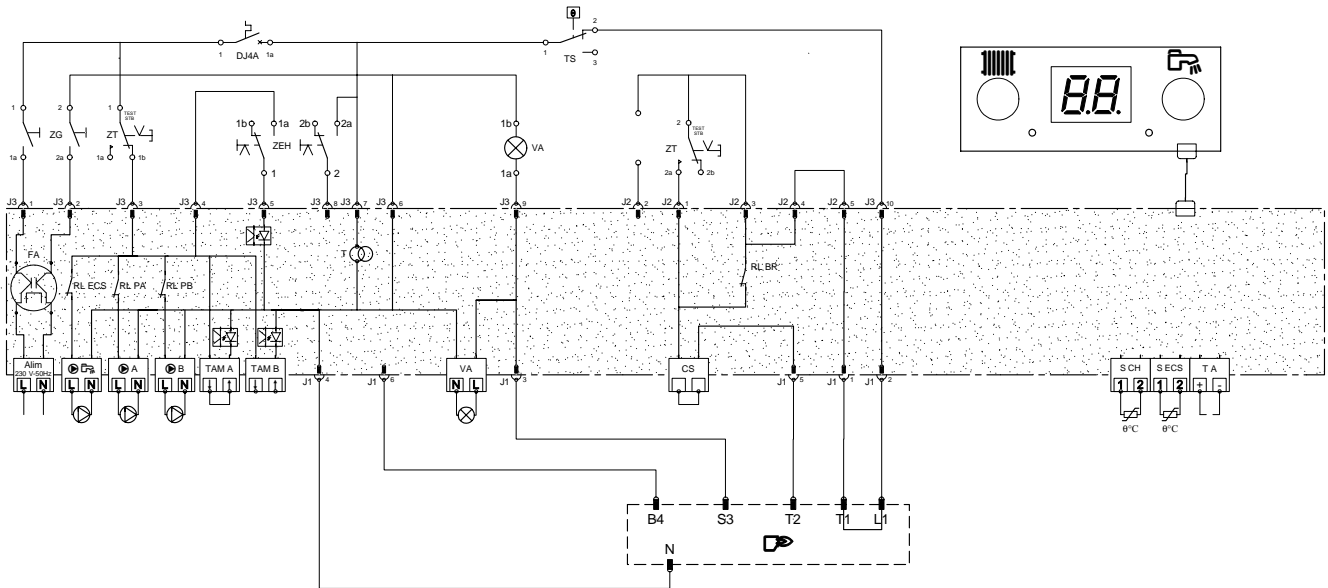 θ
2
1 DJ4A 1a
1 TS
3
88
1 2 1 TEST STB
ZG ZT
1a 2a 1a 1b
1b 1a 2b 2a
ZEH
1 2
1b
VA
1a
2 TEST STB
ZT
2a 2b
J3 1 J3 2 J3 3 J3 4 J3 5 J3 8 J3 7 J3 6 J3 9 J2 2 J2 1 J2 3 J2 4 J2 5 J3 10
FA
T
RL ECS RL PA RL PB
RL BR
Alim
230 V-50Hz
L N
L N
A
L N
B
L N
TAM A
TAM B
VA
N L
CS
S CH
1 2
S ECS
1 2
T A
+ -
J1 4 J1 6 J1 3 J1 5 J1 1 J1 2
θ°C θ°C
B4 S3 T2 T1 L1
N